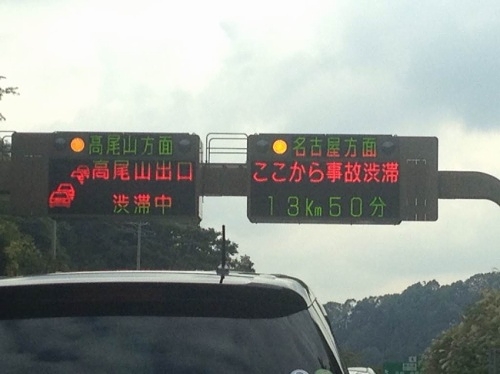 高尾山方面
高尾山出口
渋滞中
名古屋方面
ここから事故渋滞
13Km50分